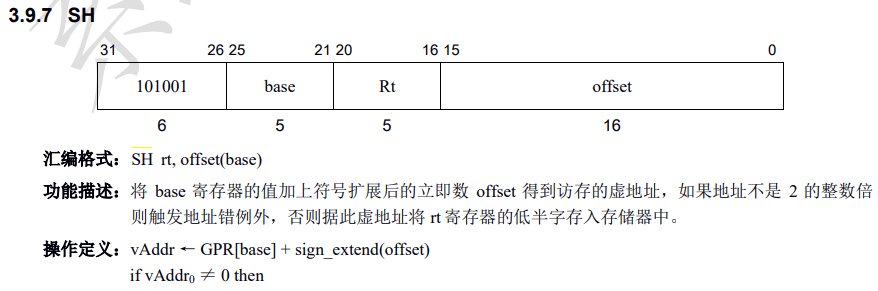 3.9.7 SH
31 26 25 21 20 16 15 0
101001 base Rt offset
6 5 5 16
汇编格式：SH rt, offset(base)
功能描述：将 base 寄存器的值加上符号扩展后的立即数 offset 得到访存的虚地址，如果地址不是 2 的整数倍
则触发地址错例外，否则据此虚地址将 rt 寄存器的低半字存入存储器中。
操作定义：vAddr ← GPR[base] + sign_extend(offset)
if vAddr₀ ≠ 0 then